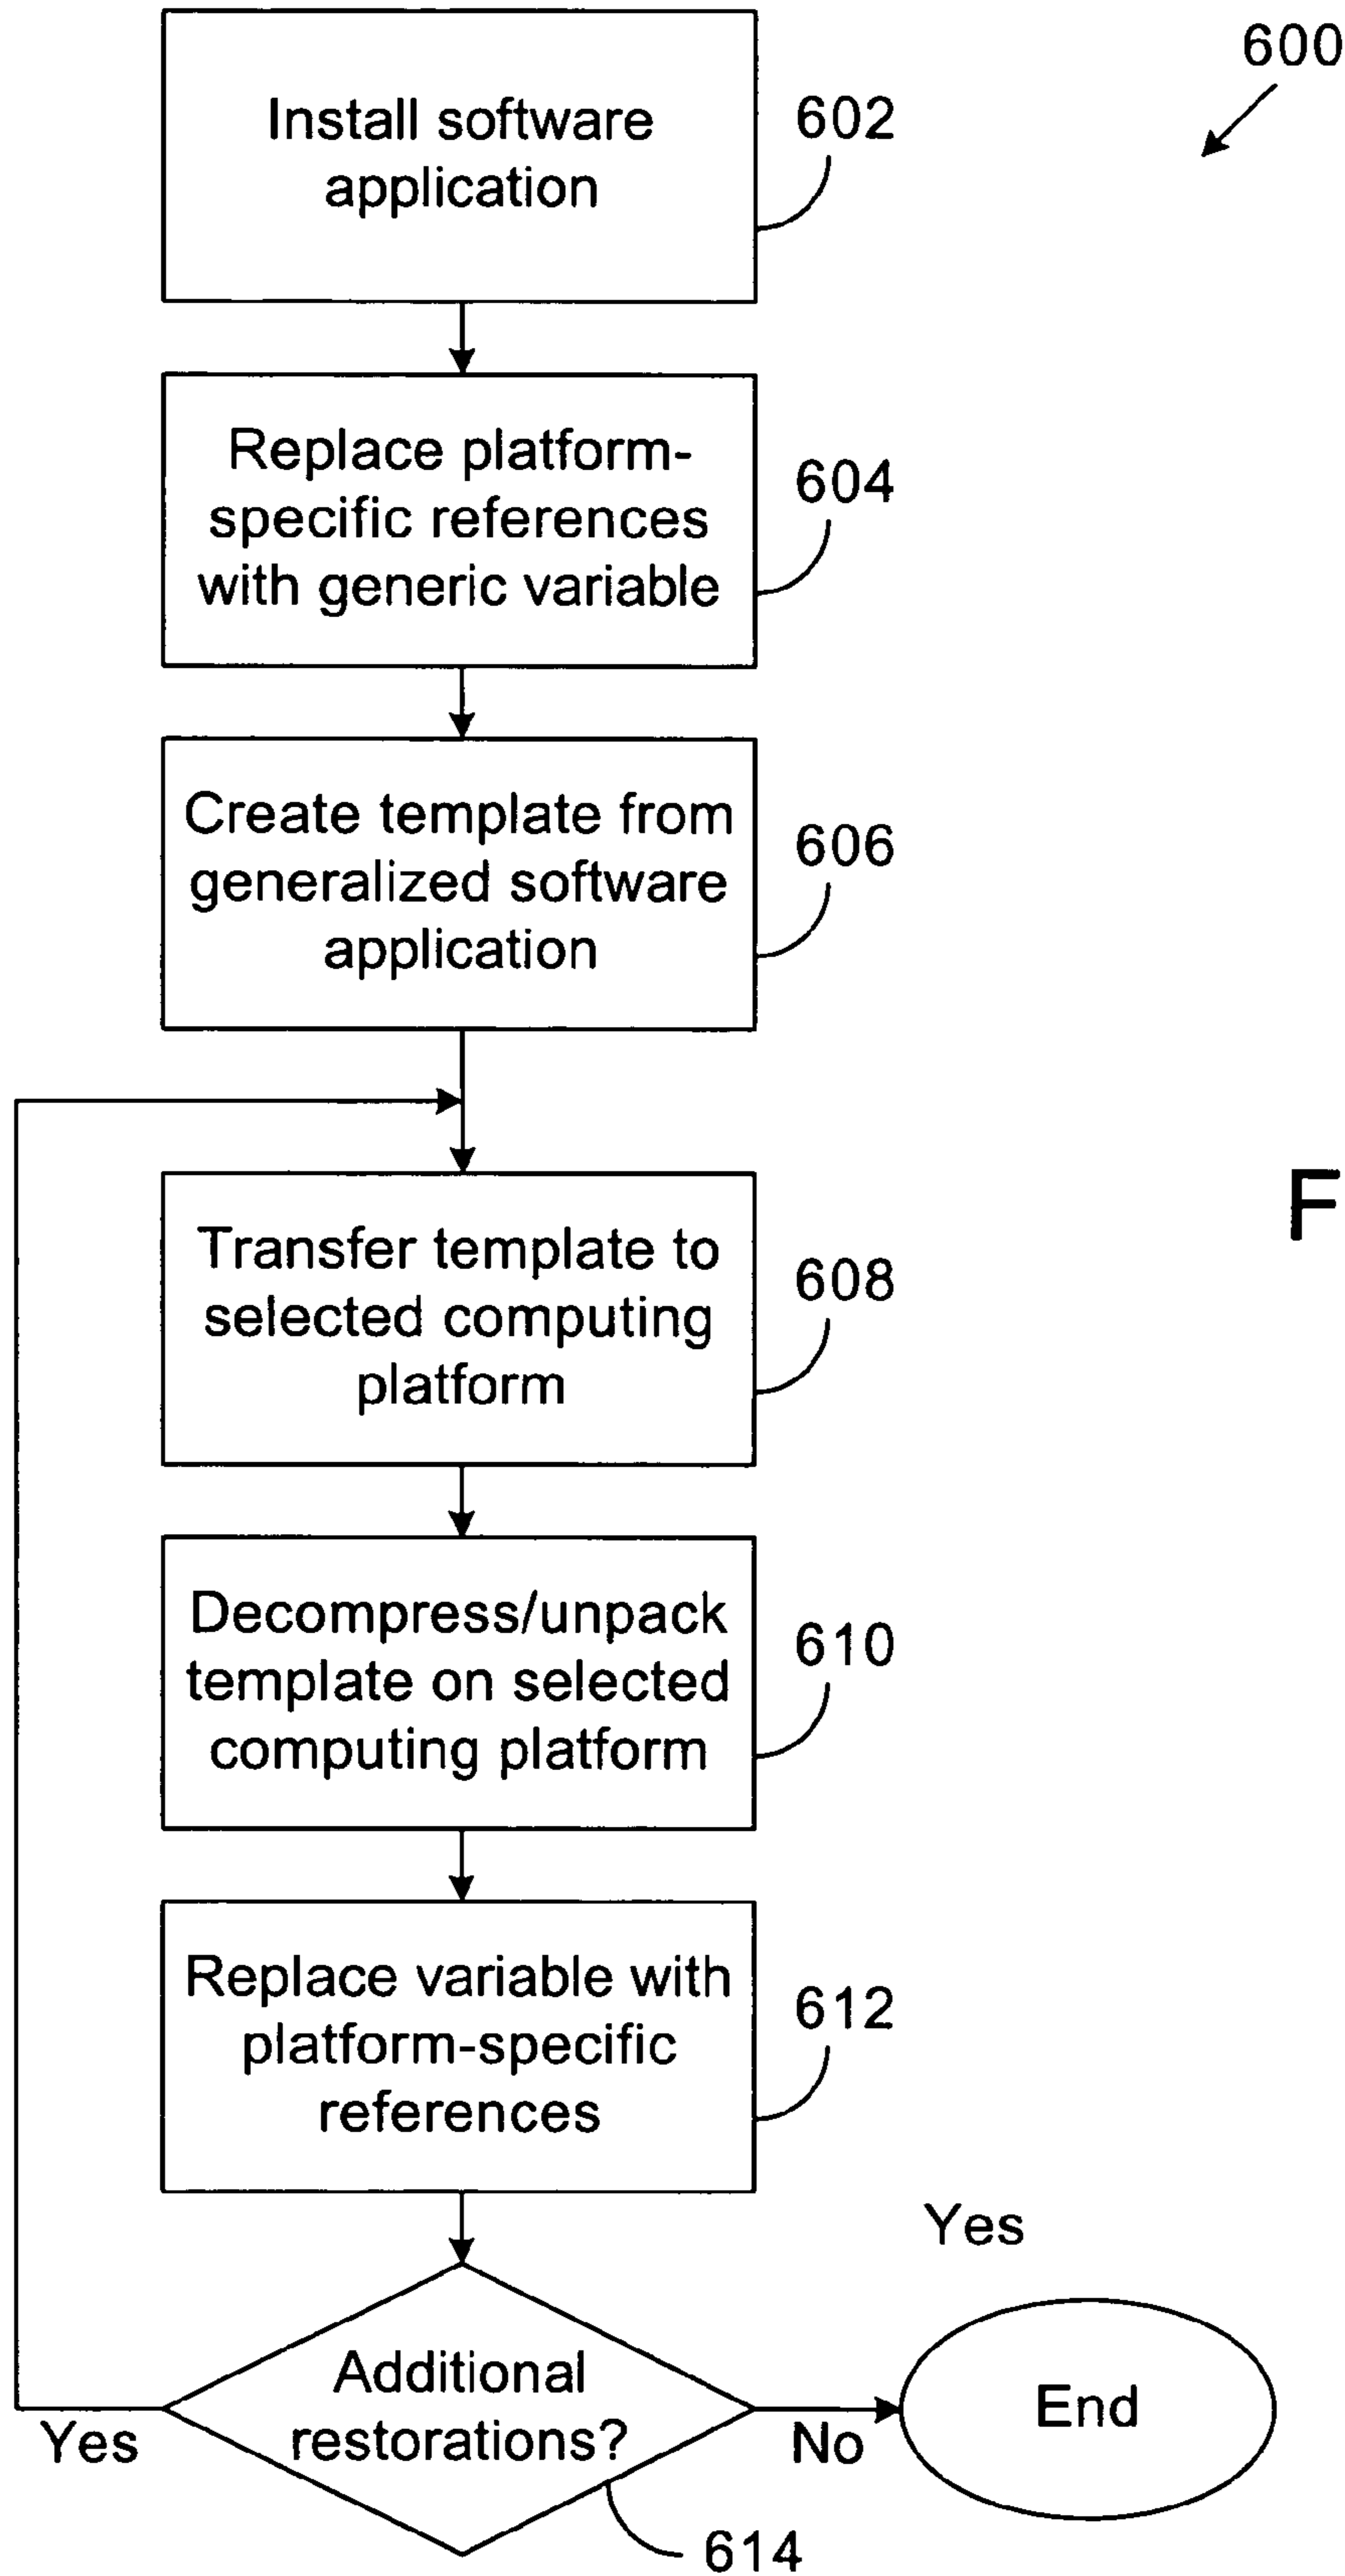 600
Install software
application
602
Replace platform-
specific references
with generic variable
604
Create template from
generalized software
application
606
F
Transfer template to
selected computing
platform
608
Decompress/unpack
template on selected
computing platform
610
Replace variable with
platform-specific
references
612
Yes
Additional
restorations?
Yes
No
End
614